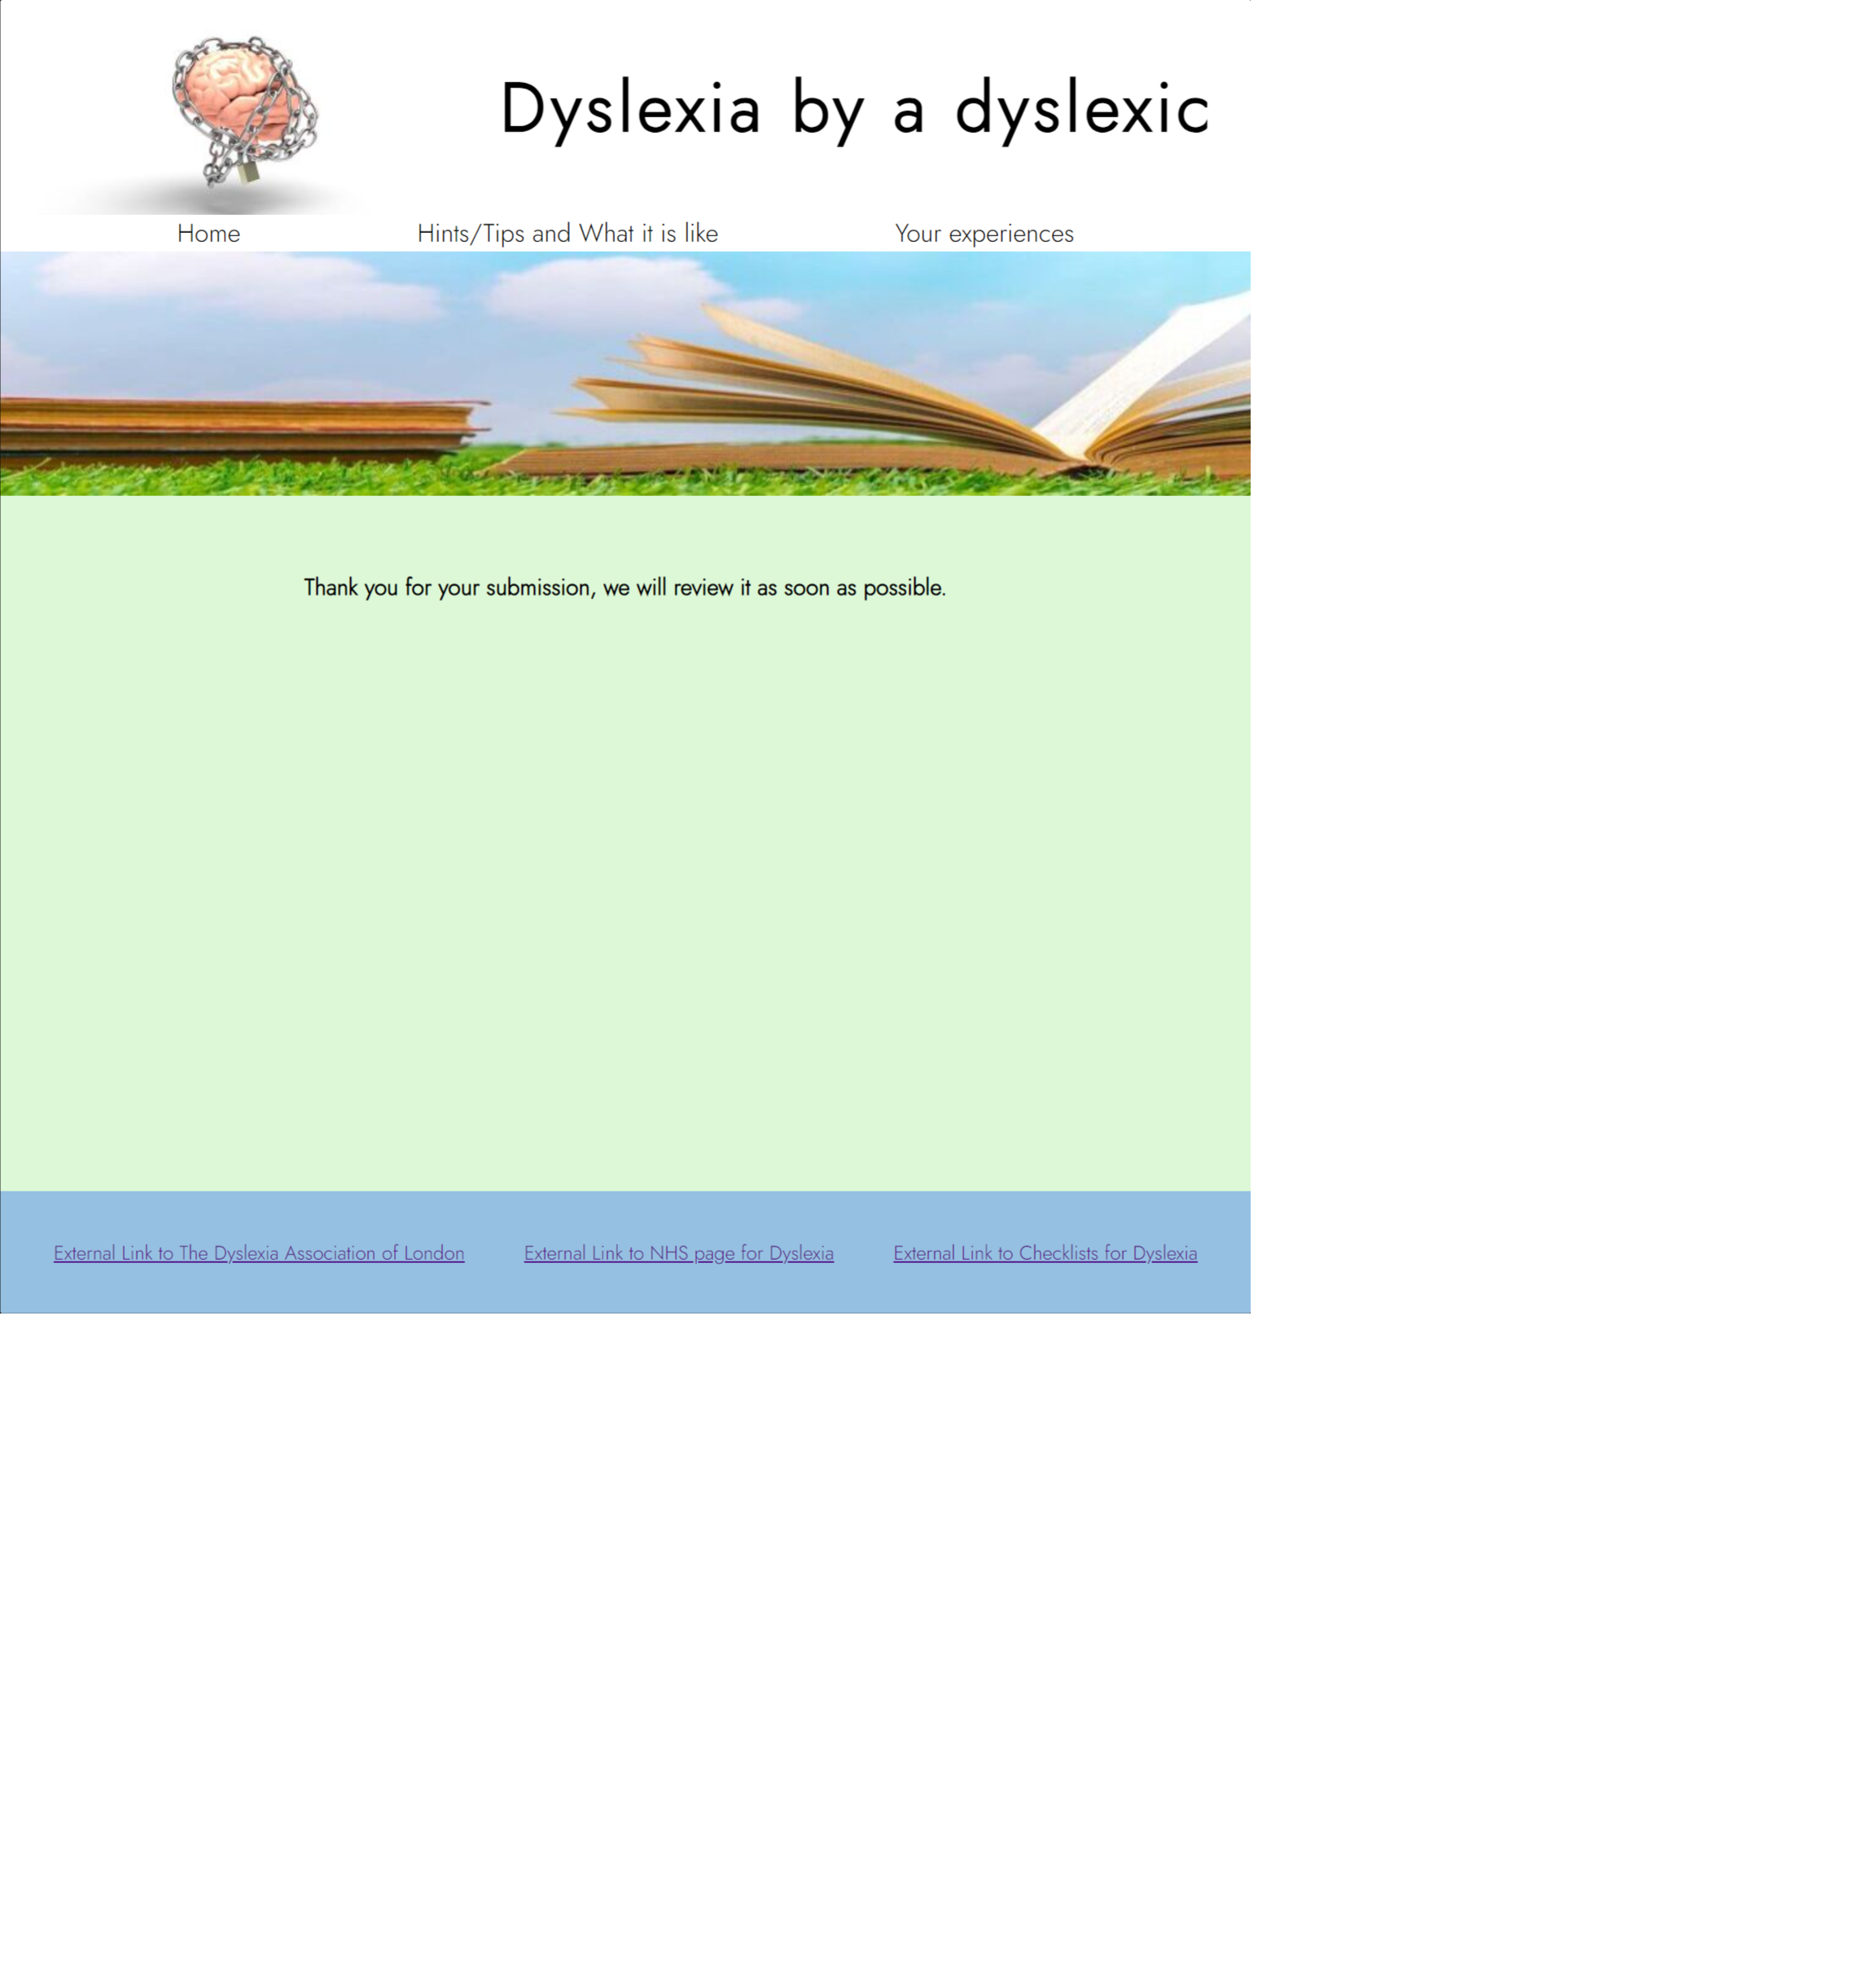 Dyslexia by a dyslexic
Home
Hints/Tips and What it is like
Your experiences
Thank you for your submission, we will review it as soon as possible.
External Link to The Dyslexia Association of London
External Link to NHS page for Dyslexia
External Link to Checklists for Dyslexia